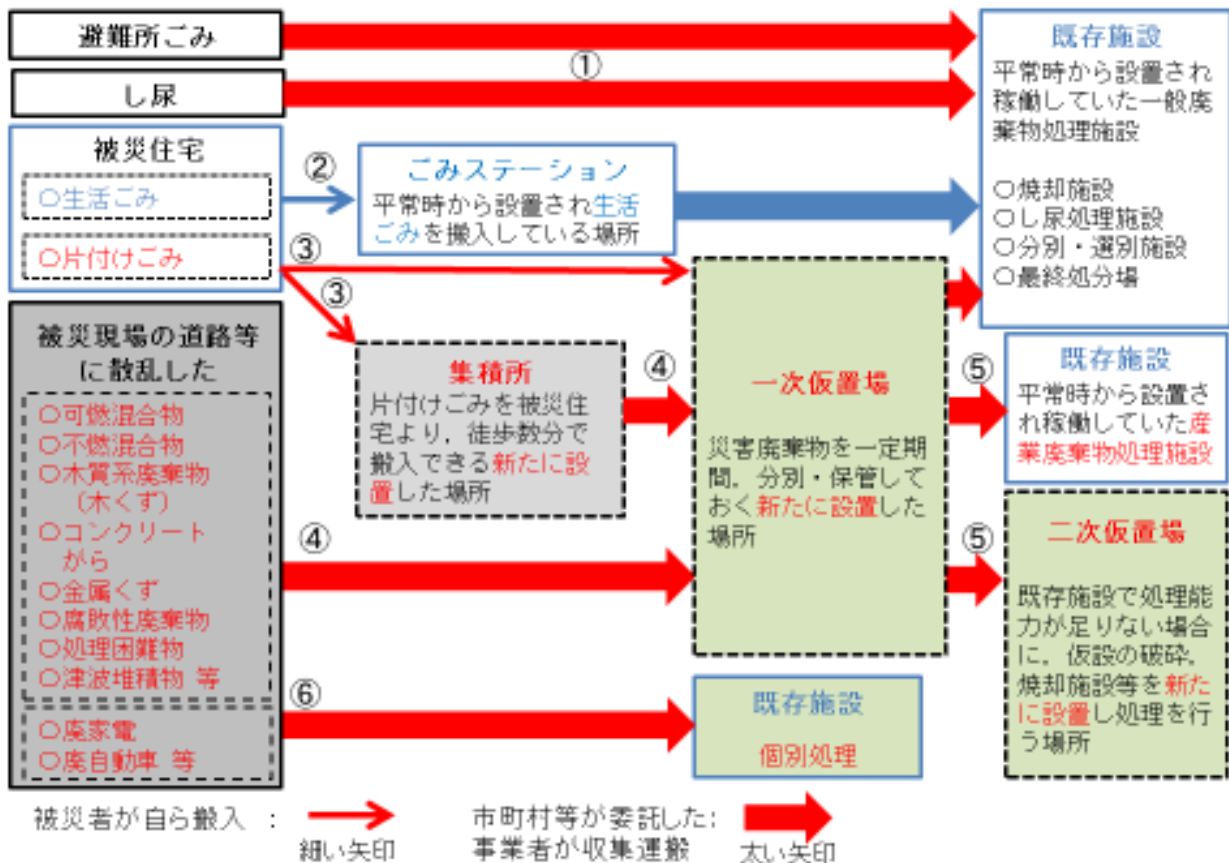 避難所ごみ
し尿
①
既存施設
平常時から設置され
稼働していた一般廃
棄物処理施設
○焼却施設
○し尿処理施設
○分別・選別施設
○最終処分場
被災住宅
○生活ごみ
○片付けごみ
②
ごみステーション
平常時から設置され生活
ごみを搬入している場所
③
③
被災現場の道路等
に散乱した
○可燃混合物
○不燃混合物
○木質系廃棄物
(木くず)
○コンクリート
がら
○金属くず
○腐敗性廃棄物
○処理困難物
○津波堆積物 等
○廃家電
○廃自動車 等
集積所
片付けごみを被災住
宅より，徒歩数分で
搬入できる新たに設
置した場所
④
④
一次仮置場
災害廃棄物を一定期
間，分別・保管して
おく新たに設置した
場所
⑤
既存施設
平常時から設置さ
れ稼働していた産
業廃棄物処理施設
⑤
二次仮置場
既存施設で処理能
力が足りない場合
に，仮設の破砕，
焼却施設等を新た
に設置し処理を行
う場所
⑥
既存施設
個別処理
被災者が自ら搬入 ：
細い矢印
市町村等が委託した：
事業者が収集運搬
太い矢印